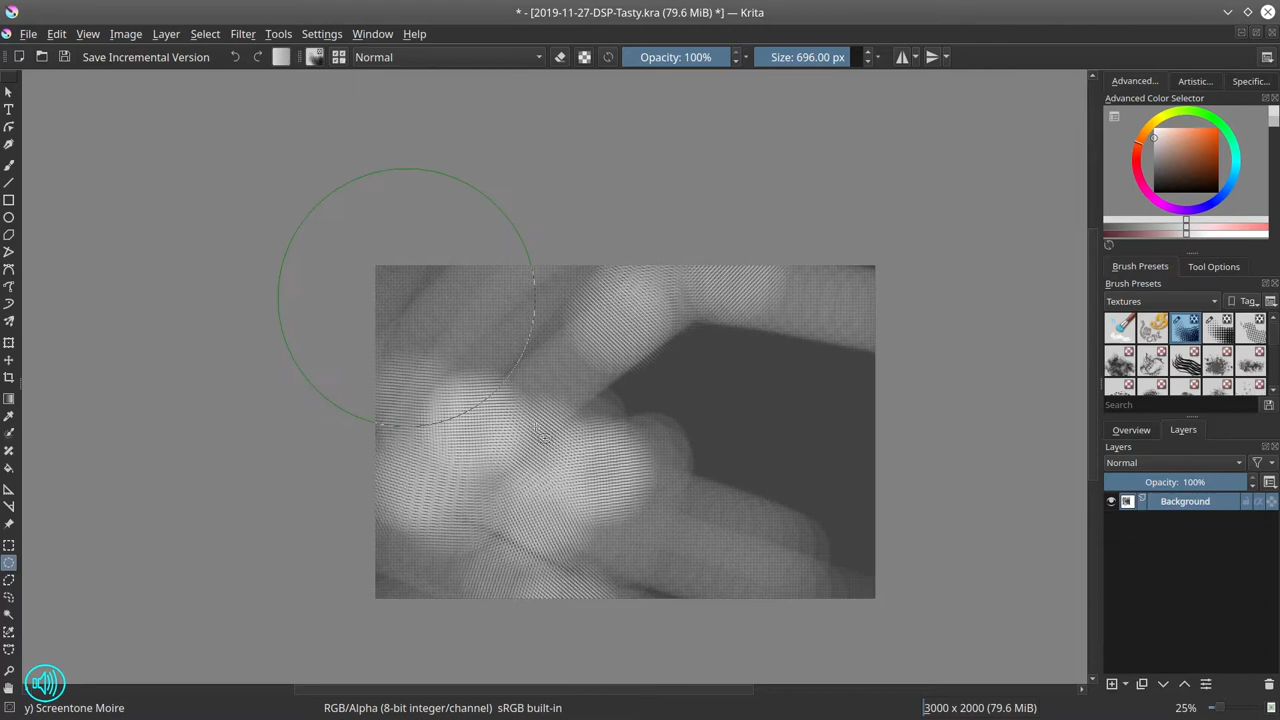 * - [2019-11-27-DSP-Tasty.kra (79.6 MiB) *] — Krita
File Edit View Image Layer Select Filter Tools Settings Window Help
Save Incremental Version Normal Opacity: 100% Size: 696.00 px
Advanced... Artistic... Specific...
Advanced Color Selector
Brush Presets Tool Options
Brush Presets
Textures Tag
Search
Overview Layers
Layers
Normal
Opacity: 100%
Background
y) Screentone Moire RGB/Alpha (8-bit integer/channel) sRGB built-in 3000 x 2000 (79.6 MiB) 25%